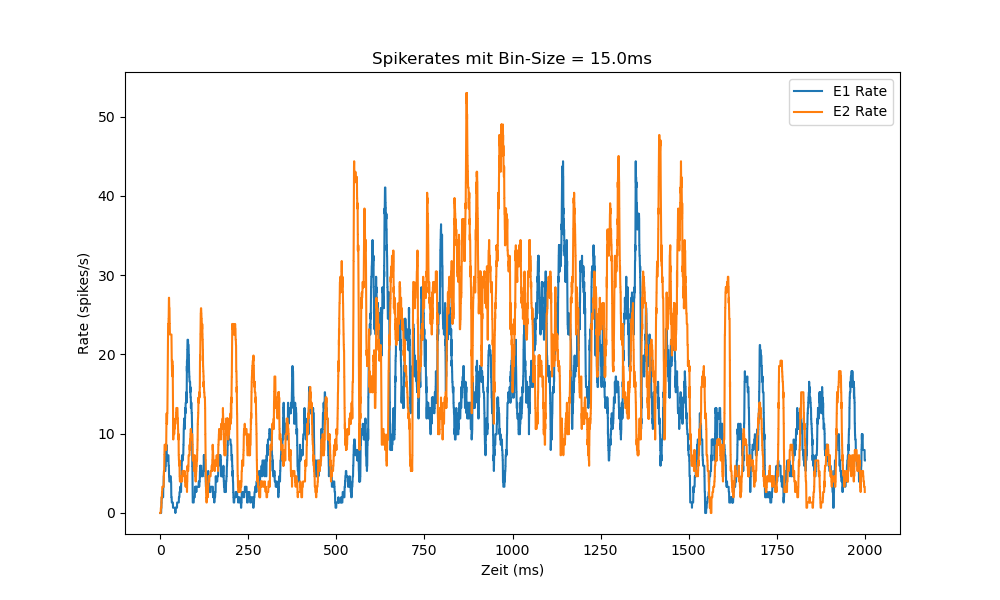 Spikerates mit Bin-Size = 15.0ms
E1 Rate
E2 Rate
Rate (spikes/s)
50
40
30
20
10
0
0 250 500 750 1000 1250 1500 1750 2000
Zeit (ms)